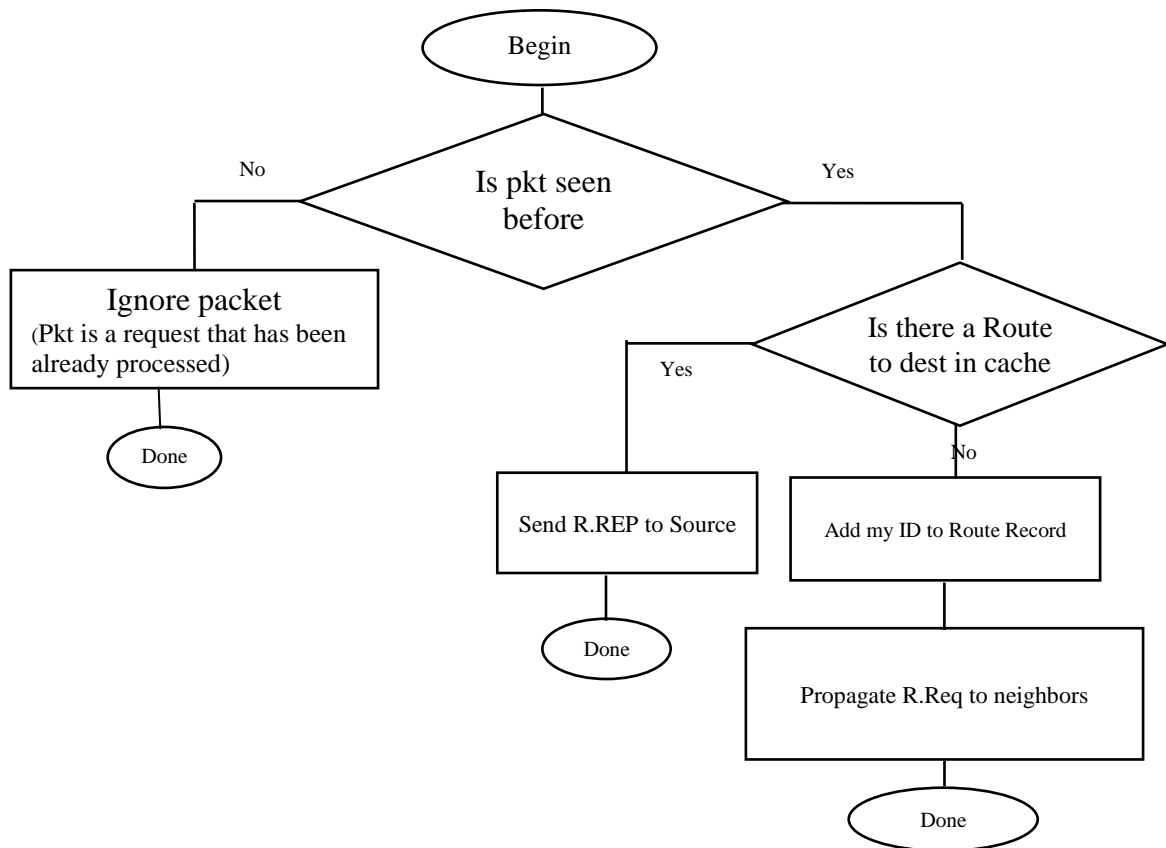 Begin
No
Yes
Is pkt seen
before
Ignore packet
(Pkt is a request that has been
already processed)
Is there a Route
to dest in cache
Yes
Done
No
Send R.REP to Source
Add my ID to Route Record
Done
Propagate R.Req to neighbors
Done